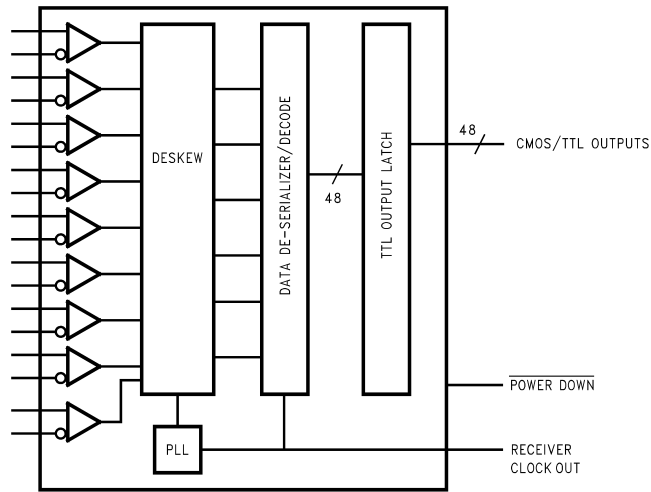 48
CMOS/TTL OUTPUTS
DESKEW
DATA DE-SERIALIZER/DECODE
48
TTL OUTPUT LATCH
POWER DOWN
PLL
RECEIVER
CLOCK OUT